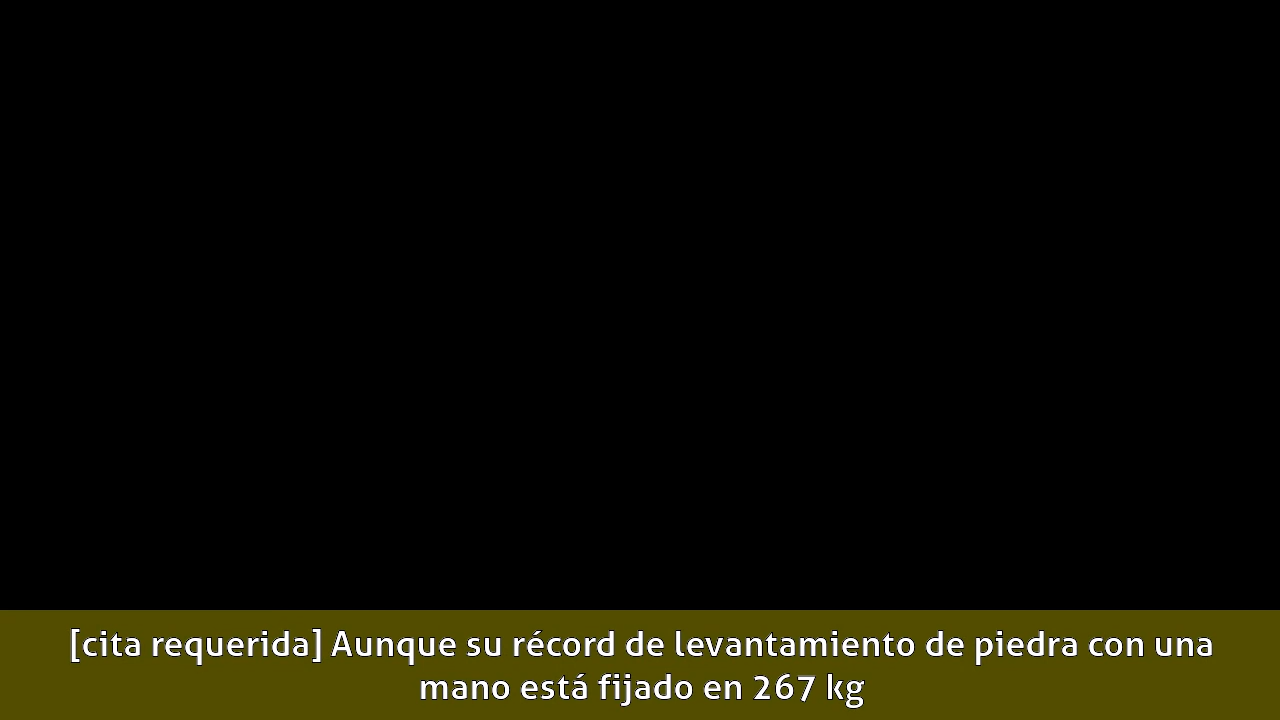 [cita requerida] Aunque su récord de levantamiento de piedra con una
mano está fijado en 267 kg